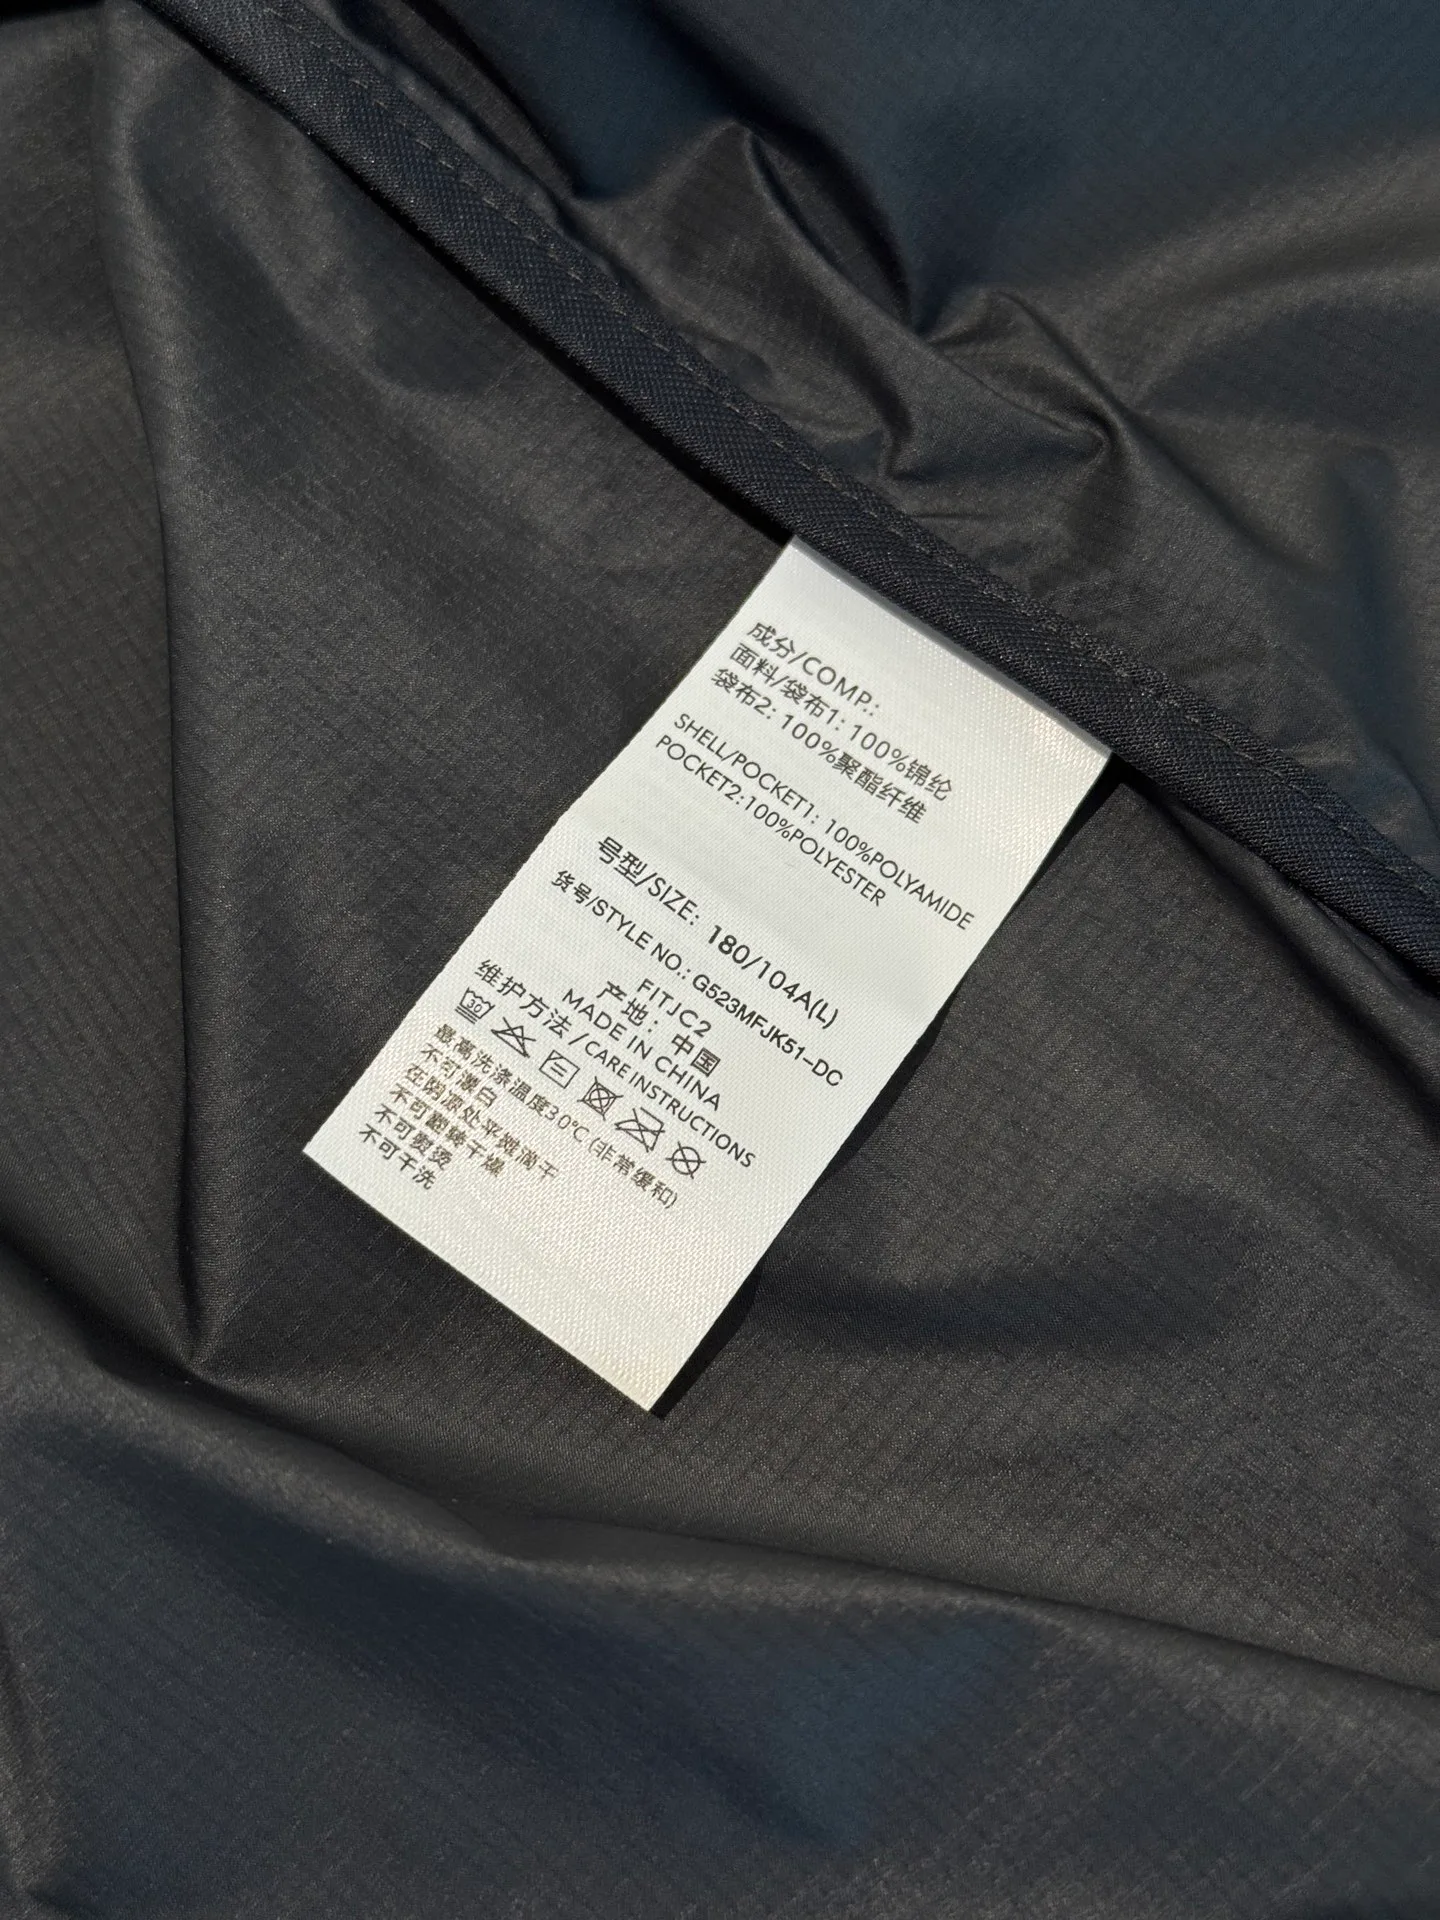 成分/COMP.:
面料/袋布1: 100%锦纶
袋布2: 100%聚酯纤维
SHELL/POCKET1: 100%POLYAMIDE
POCKET2:100%POLYESTER
号型/SIZE: 180/104A(L)
货号/STYLE NO.: G523MFJK51-DC
FITJC2
产地: 中国
MADE IN CHINA
维护方法/CARE INSTRUCTIONS
30
最高洗涤温度30℃(非常缓和)
不可漂白
在阴凉处平摊滴干
不可翻转干燥
不可熨烫
不可干洗